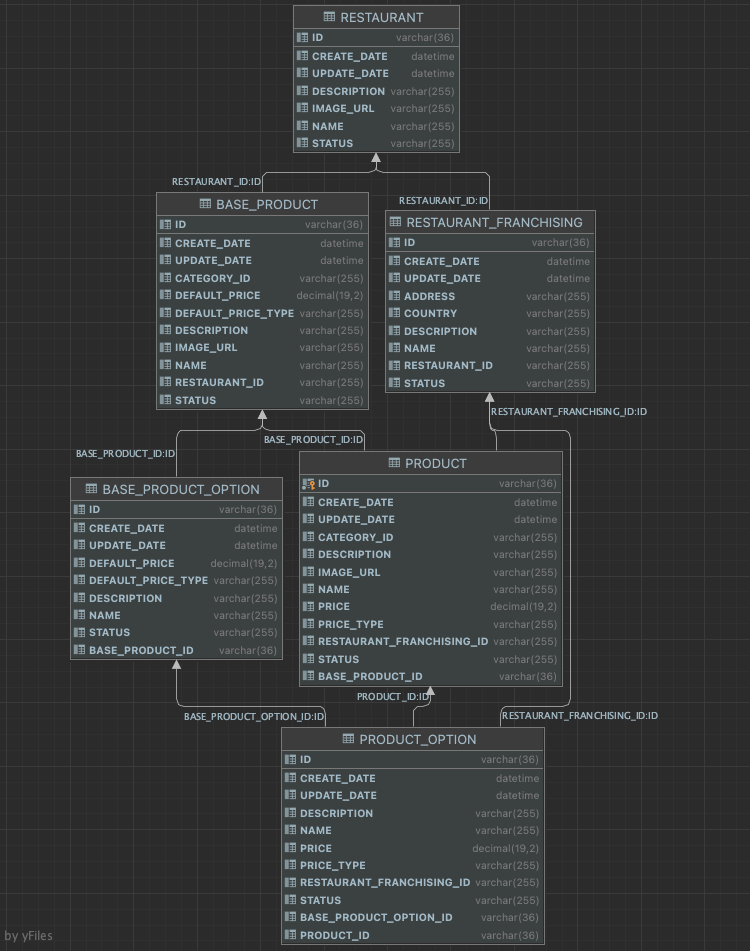 RESTAURANT
ID varchar(36)
CREATE_DATE datetime
UPDATE_DATE datetime
DESCRIPTION varchar(255)
IMAGE_URL varchar(255)
NAME varchar(255)
STATUS varchar(255)
RESTAURANT_ID:ID
RESTAURANT_ID:ID
BASE_PRODUCT
ID varchar(36)
CREATE_DATE datetime
UPDATE_DATE datetime
CATEGORY_ID varchar(255)
DEFAULT_PRICE decimal(19,2)
DEFAULT_PRICE_TYPE varchar(255)
DESCRIPTION varchar(255)
IMAGE_URL varchar(255)
NAME varchar(255)
RESTAURANT_ID varchar(255)
STATUS varchar(255)
RESTAURANT_FRANCHISING
ID varchar(36)
CREATE_DATE datetime
UPDATE_DATE datetime
ADDRESS varchar(255)
COUNTRY varchar(255)
DESCRIPTION varchar(255)
NAME varchar(255)
RESTAURANT_ID varchar(255)
STATUS varchar(255)
RESTAURANT_FRANCHISING_ID:ID
BASE_PRODUCT_ID:ID
BASE_PRODUCT_ID:ID
BASE_PRODUCT_OPTION
ID varchar(36)
CREATE_DATE datetime
UPDATE_DATE datetime
DEFAULT_PRICE decimal(19,2)
DEFAULT_PRICE_TYPE varchar(255)
DESCRIPTION varchar(255)
NAME varchar(255)
STATUS varchar(255)
BASE_PRODUCT_ID varchar(36)
PRODUCT
ID varchar(36)
CREATE_DATE datetime
UPDATE_DATE datetime
CATEGORY_ID varchar(255)
DESCRIPTION varchar(255)
IMAGE_URL varchar(255)
NAME varchar(255)
PRICE decimal(19,2)
PRICE_TYPE varchar(255)
RESTAURANT_FRANCHISING_ID varchar(255)
STATUS varchar(255)
BASE_PRODUCT_ID varchar(36)
PRODUCT_ID:ID
BASE_PRODUCT_OPTION_ID:ID
RESTAURANT_FRANCHISING_ID:ID
PRODUCT_OPTION
ID varchar(36)
CREATE_DATE datetime
UPDATE_DATE datetime
DESCRIPTION varchar(255)
NAME varchar(255)
PRICE decimal(19,2)
PRICE_TYPE varchar(255)
RESTAURANT_FRANCHISING_ID varchar(255)
STATUS varchar(255)
BASE_PRODUCT_OPTION_ID varchar(36)
PRODUCT_ID varchar(36)
by yFiles